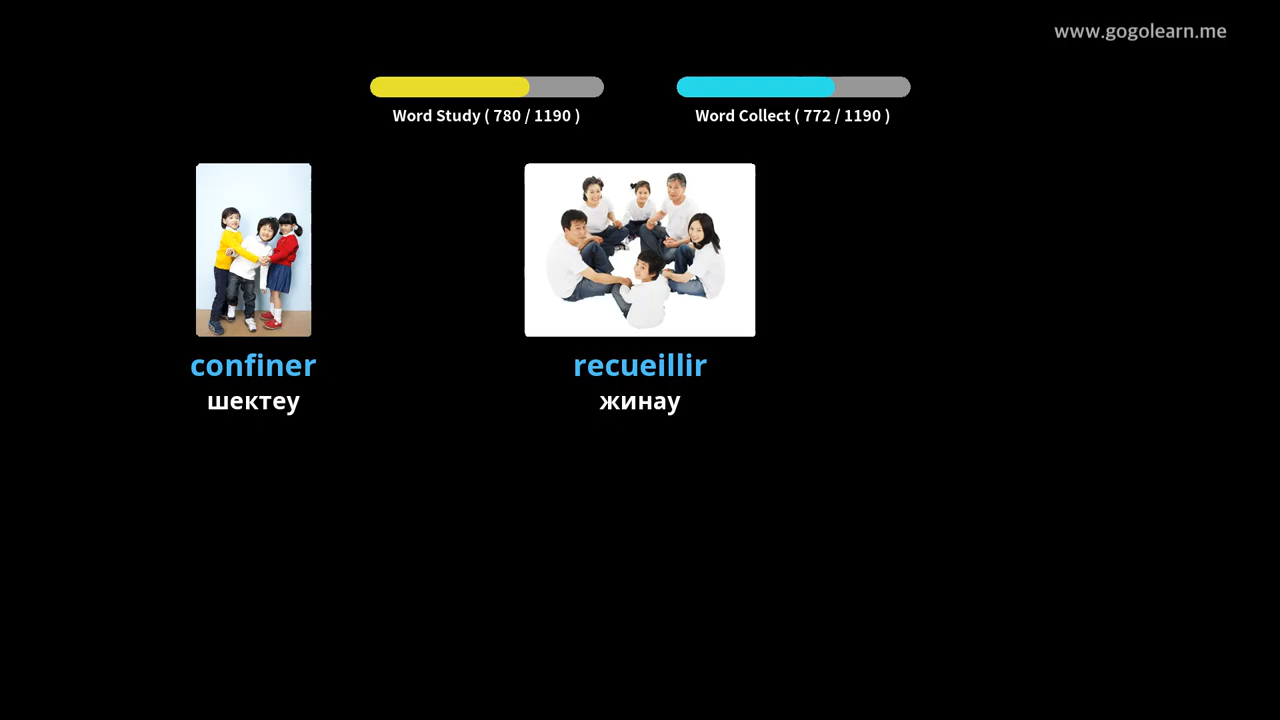 www.gogolearn.me
Word Study ( 780 / 1190 )
Word Collect ( 772 / 1190 )
confiner
шектеу
recueillir
жинау